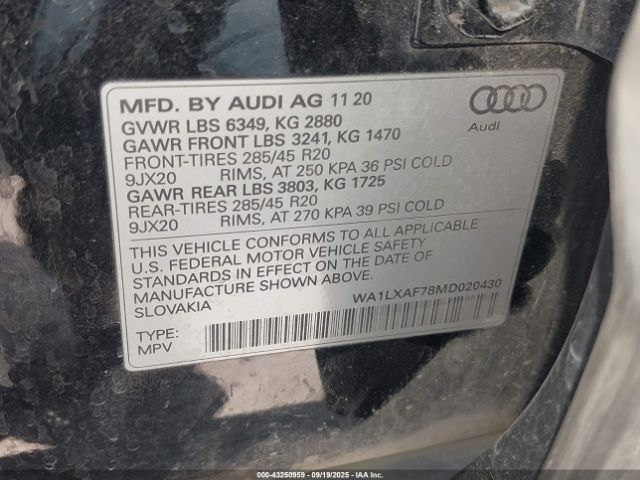 MFD. BY AUDI AG 11 20
GVWR LBS 6349, KG 2880
GAWR FRONT LBS 3241, KG 1470
FRONT-TIRES 285/45 R20
9JX20 RIMS, AT 250 KPA 36 PSI COLD
GAWR REAR LBS 3803, KG 1725
REAR-TIRES 285/45 R20
9JX20 RIMS, AT 270 KPA 39 PSI COLD
Audi
THIS VEHICLE CONFORMS TO ALL APPLICABLE
U.S. FEDERAL MOTOR VEHICLE SAFETY
STANDARDS IN EFFECT ON THE DATE OF
MANUFACTURE SHOWN ABOVE.
SLOVAKIA
WA1LXAF78MD020430
TYPE:
MPV
000-43250959 - 09/19/2025 - IAAI.COM